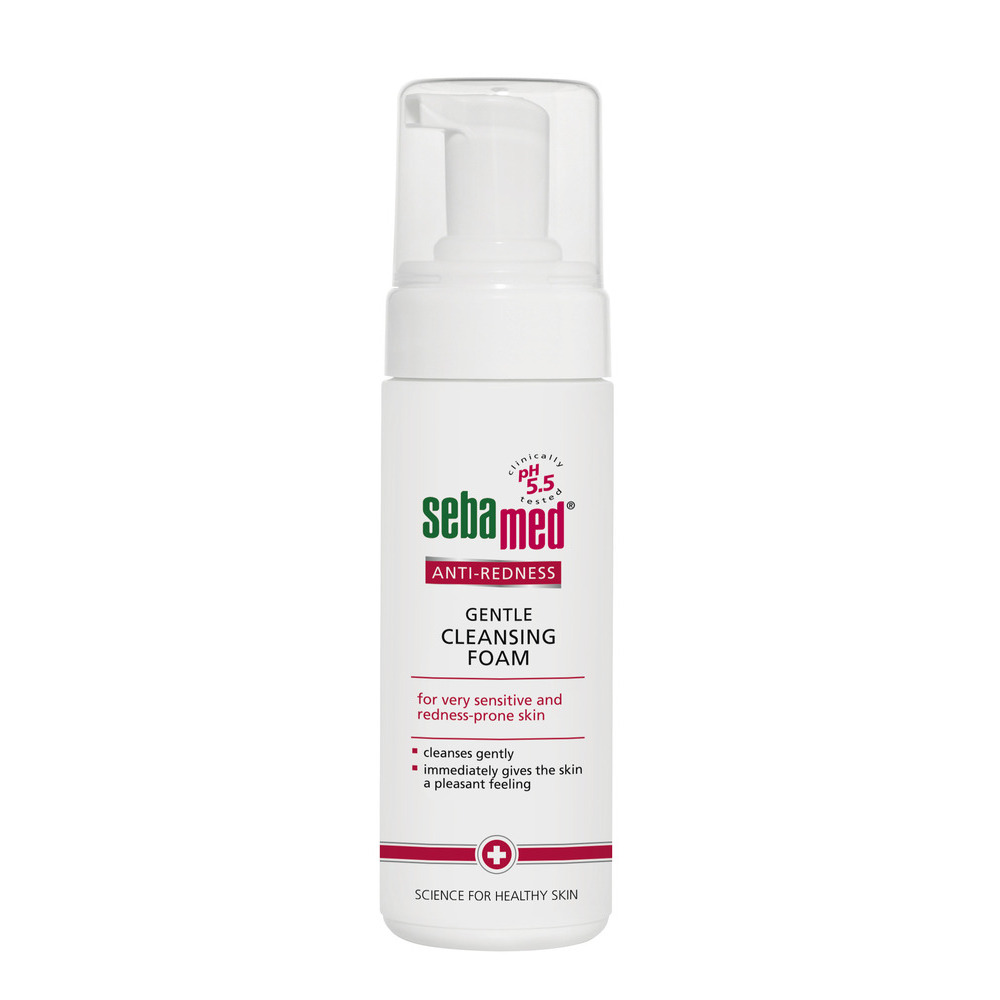 clinically
pH
5.5
tested
sebamed®
ANTI-REDNESS
GENTLE
CLEANSING
FOAM
for very sensitive and
redness-prone skin
▪ cleanses gently
▪ immediately gives the skin
a pleasant feeling
SCIENCE FOR HEALTHY SKIN